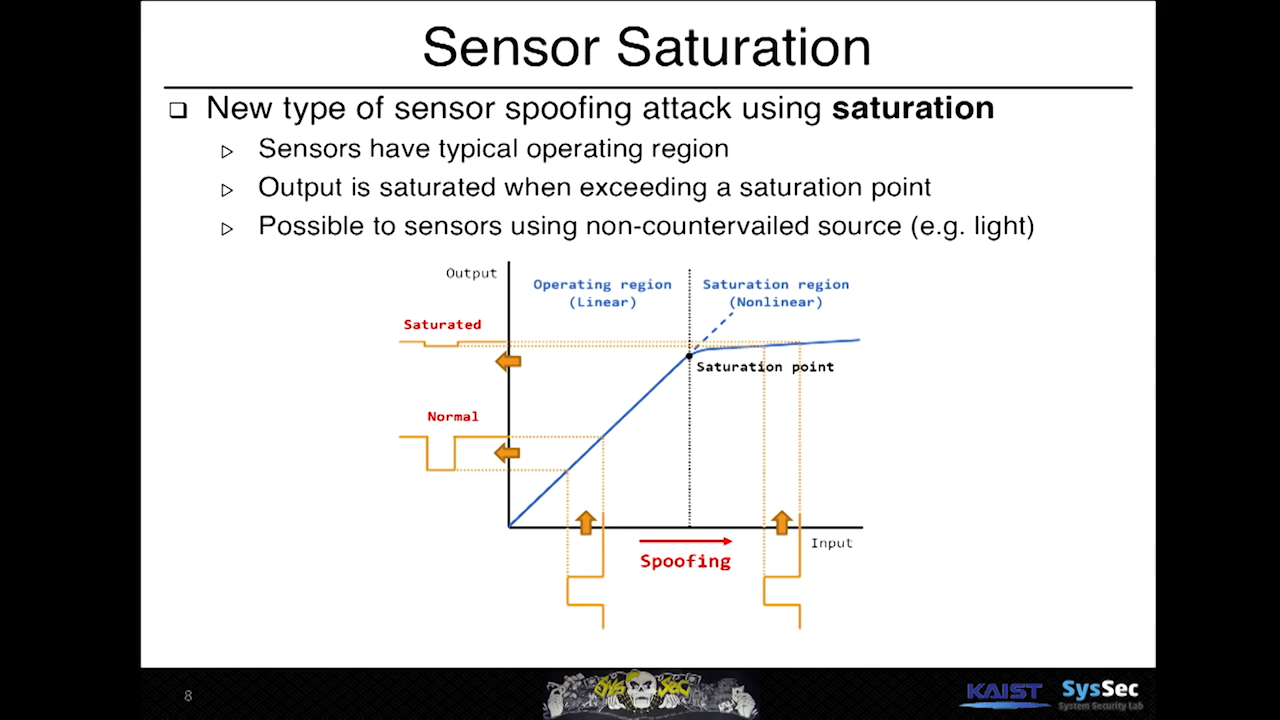 Sensor Saturation
New type of sensor spoofing attack using saturation
Sensors have typical operating region
Output is saturated when exceeding a saturation point
Possible to sensors using non-countervailed source (e.g. light)
Output
Operating region
(Linear)
Saturation region
(Nonlinear)
Saturated
Saturation point
Normal
Input
Spoofing
8
SysSec
KAIST
SysSec
System Security Lab